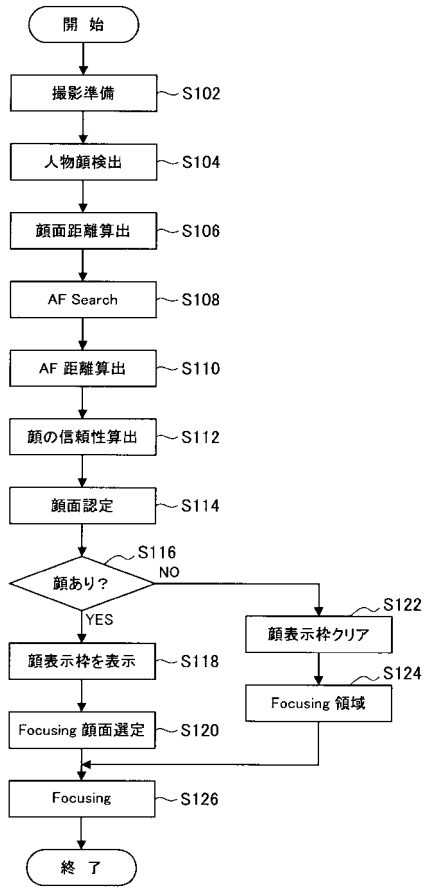 開 始
撮影準備
S102
人物顔検出
S104
顔面距離算出
S106
AF Search
S108
AF 距離算出
S110
顔の信頼性算出
S112
顔面認定
S114
S116
顔あり?
NO
YES
S122
顔表示枠クリア
顔表示枠を表示
S118
S124
Focusing 領域
Focusing 顔面選定
S120
Focusing
S126
終 了